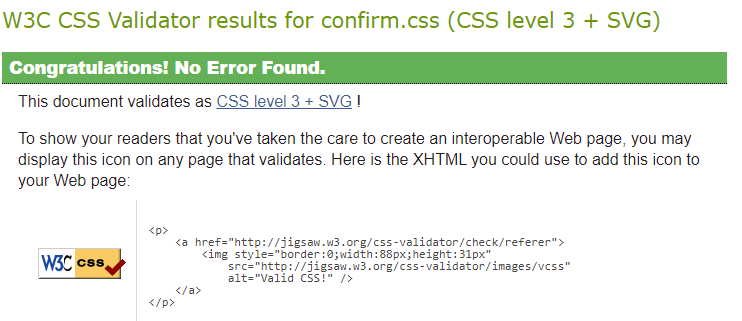 W3C CSS Validator results for confirm.css (CSS level 3 + SVG)
Congratulations! No Error Found.
This document validates as CSS level 3 + SVG !
To show your readers that you've taken the care to create an interoperable Web page, you may
display this icon on any page that validates. Here is the XHTML you could use to add this icon to
your Web page:
W3C css
<p>
    <a href="http://jigsaw.w3.org/css-validator/check/referer">
        <img style="border:0;width:88px;height:31px"
            src="http://jigsaw.w3.org/css-validator/images/vcss"
            alt="Valid CSS!" />
    </a>
</p>